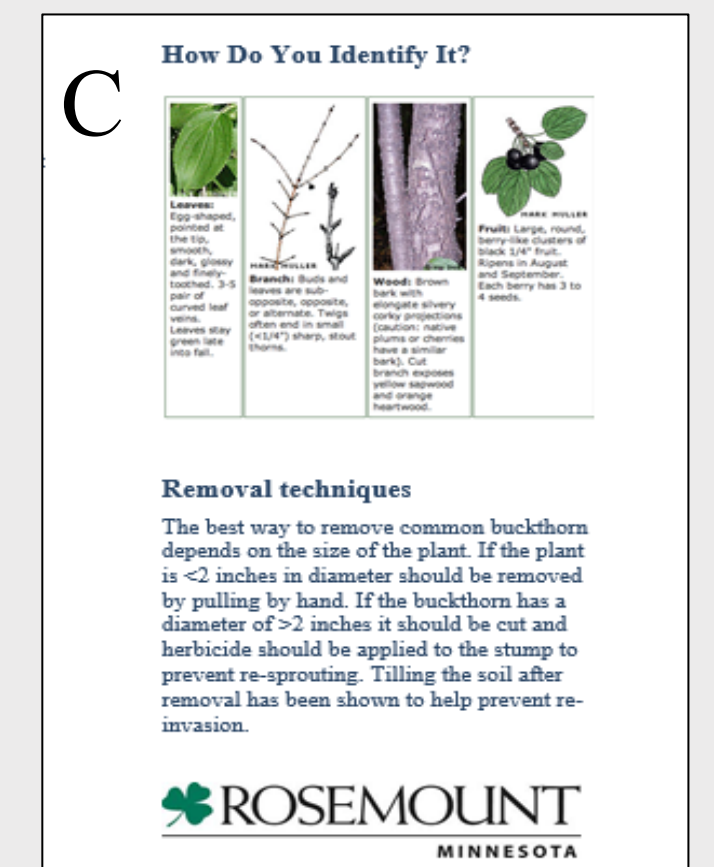 How Do You Identify It?
C
Leaves:
Egg-shaped,
pointed at
the tip,
smooth,
dark, glossy
and finely-
toothed. 3-5
pair of
curved leaf
veins.
Leaves stay
green late
into fall.
MARK MULLER
Branch: Buds and
leaves are sub-
opposite, opposite,
or alternate. Twigs
often end in small
(<1/4") sharp, stout
thorns.
Wood: Brown
bark with
elongate silvery
corky projections
(caution: native
plums or cherries
have a similar
bark). Cut
branch exposes
yellow sapwood
and orange
heartwood.
MARK MULLER
Fruit: Large, round,
berry-like clusters of
black 1/4" fruit.
Ripens in August
and September.
Each berry has 3 to
4 seeds.
Removal techniques
The best way to remove common buckthorn
depends on the size of the plant. If the plant
is <2 inches in diameter should be removed
by pulling by hand. If the buckthorn has a
diameter of >2 inches it should be cut and
herbicide should be applied to the stump to
prevent re-sprouting. Tilling the soil after
removal has been shown to help prevent re-
invasion.
ROSEMOUNT
MINNESOTA